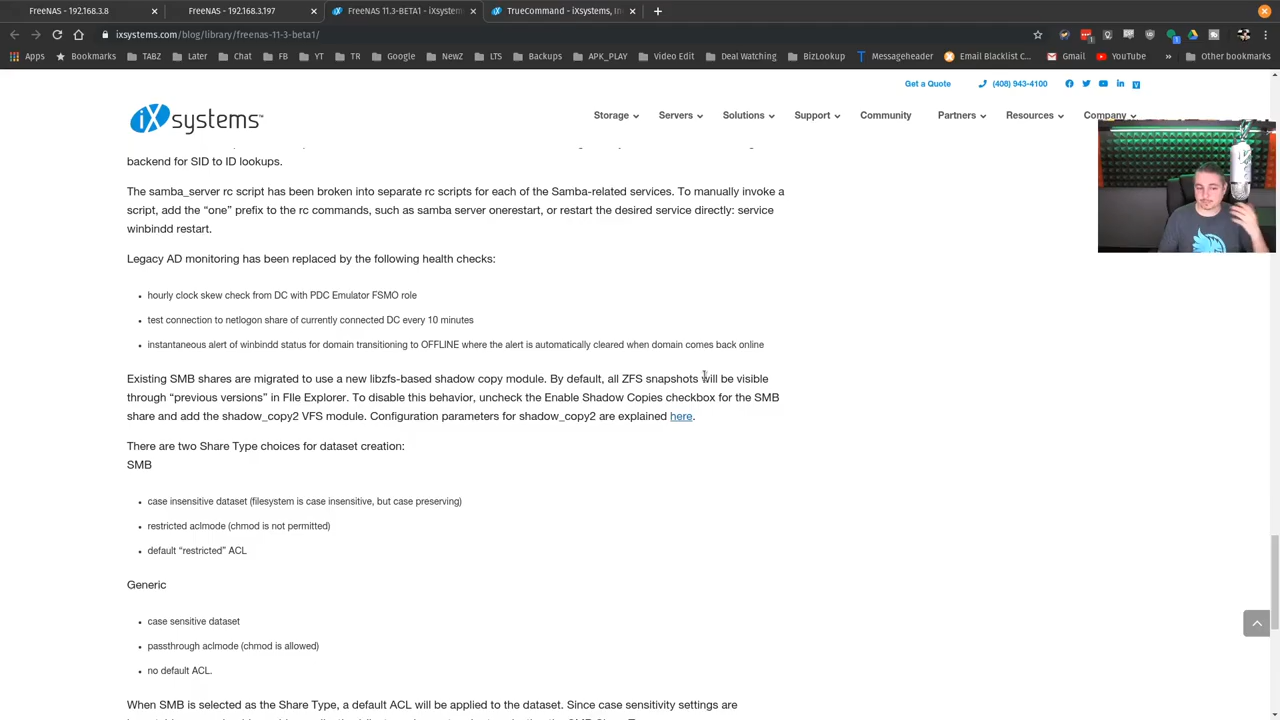 FreeNAS - 192.168.3.8
FreeNAS - 192.168.3.197
FreeNAS 11.3-BETA1 - iXsystem
TrueCommand - iXsystems, In
ixsystems.com/blog/library/freenas-11-3-beta1/
Apps
Bookmarks
TABZ
Later
Chat
FB
YT
TR
Google
NewZ
LTS
Backups
APK_PLAY
Video Edit
Deal Watching
BizLookup
Messageheader
Email Blacklist C...
Gmail
YouTube
Other bookmarks
Get a Quote
(408) 943-4100
iXsystems
Storage
Servers
Solutions
Support
Community
Partners
Resources
Company
backend for SID to ID lookups.
The samba_server rc script has been broken into separate rc scripts for each of the Samba-related services. To manually invoke a
script, add the “one” prefix to the rc commands, such as samba server onerestart, or restart the desired service directly: service
winbindd restart.
Legacy AD monitoring has been replaced by the following health checks:
hourly clock skew check from DC with PDC Emulator FSMO role
test connection to netlogon share of currently connected DC every 10 minutes
instantaneous alert of winbindd status for domain transitioning to OFFLINE where the alert is automatically cleared when domain comes back online
Existing SMB shares are migrated to use a new libzfs-based shadow copy module. By default, all ZFS snapshots will be visible
through “previous versions” in FIle Explorer. To disable this behavior, uncheck the Enable Shadow Copies checkbox for the SMB
share and add the shadow_copy2 VFS module. Configuration parameters for shadow_copy2 are explained here.
There are two Share Type choices for dataset creation:
SMB
case insensitive dataset (filesystem is case insensitive, but case preserving)
restricted aclmode (chmod is not permitted)
default “restricted” ACL
Generic
case sensitive dataset
passthrough aclmode (chmod is allowed)
no default ACL.
When SMB is selected as the Share Type, a default ACL will be applied to the dataset. Since case sensitivity settings are